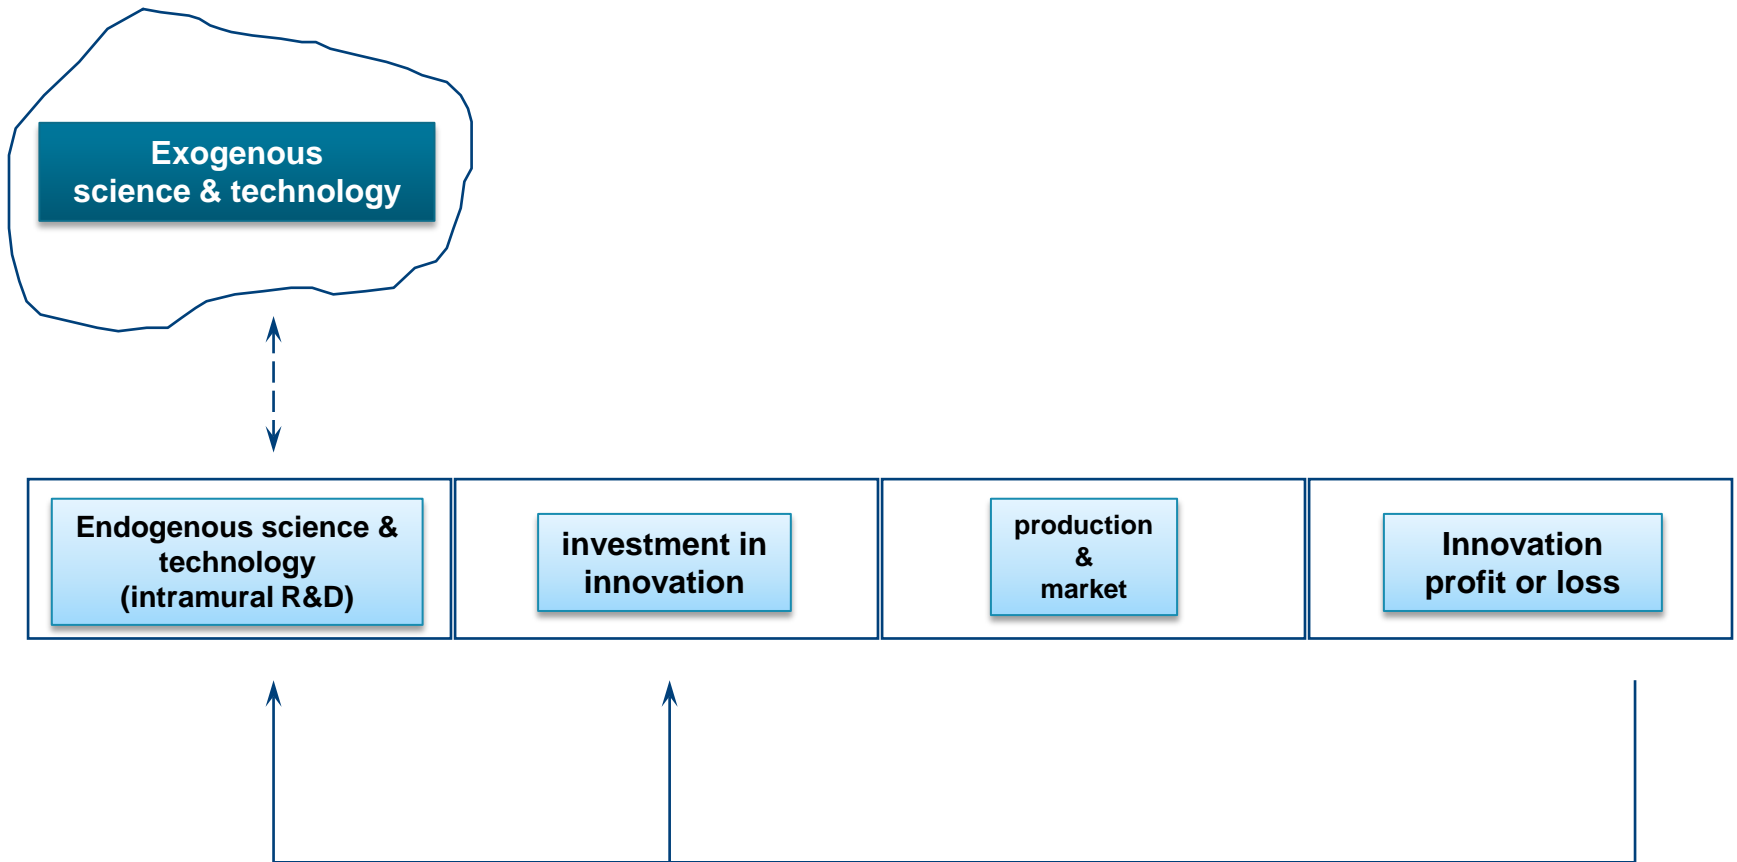 Exogenous
science & technology
Endogenous science &
technology
(intramural R&D)
investment in
innovation
production
&
market
Innovation
profit or loss